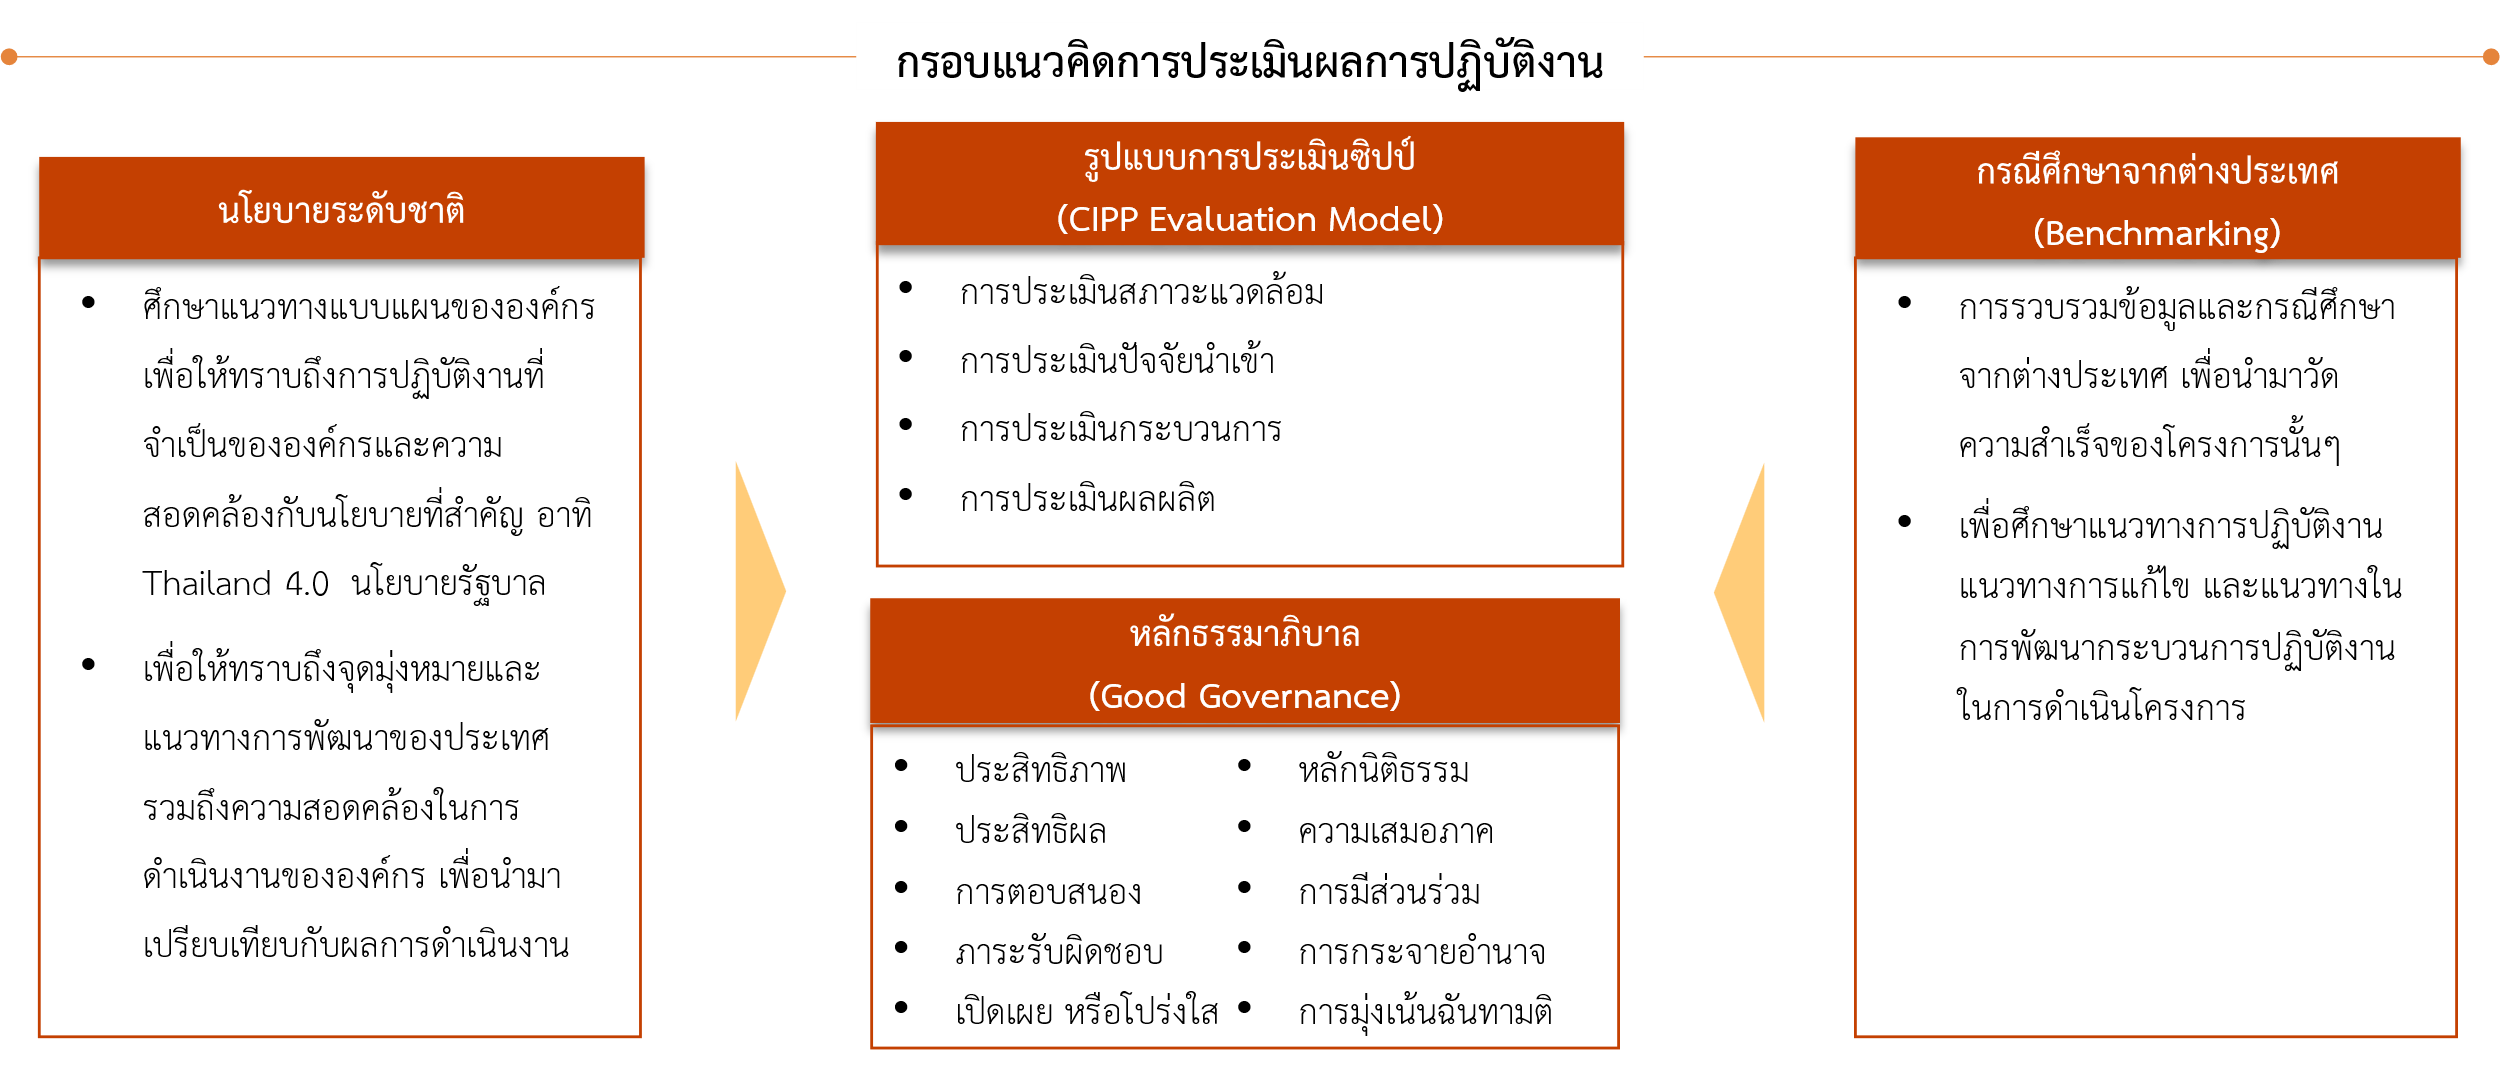 กรอบแนวคิดการประเมินผลการปฏิบัติงาน
นโยบายระดับชาติ
• ศึกษาแนวทางแบบแผนขององค์กร
เพื่อให้ทราบถึงการปฏิบัติงานที่
จำเป็นขององค์กรและความ
สอดคล้องกับนโยบายที่สำคัญ อาทิ
Thailand 4.0 นโยบายรัฐบาล
• เพื่อให้ทราบถึงจุดมุ่งหมายและ
แนวทางการพัฒนาของประเทศ
รวมถึงความสอดคล้องในการ
ดำเนินงานขององค์กร เพื่อนำมา
เปรียบเทียบกับผลการดำเนินงาน
รูปแบบการประเมินซิปป์
(CIPP Evaluation Model)
• การประเมินสภาวะแวดล้อม
• การประเมินปัจจัยนำเข้า
• การประเมินกระบวนการ
• การประเมินผลผลิต
หลักธรรมาภิบาล
(Good Governance)
• ประสิทธิภาพ
• ประสิทธิผล
• การตอบสนอง
• ภาระรับผิดชอบ
• เปิดเผย หรือโปร่งใส
• หลักนิติธรรม
• ความเสมอภาค
• การมีส่วนร่วม
• การกระจายอำนาจ
• การมุ่งเน้นฉันทามติ
กรณีศึกษาจากต่างประเทศ
(Benchmarking)
• การรวบรวมข้อมูลและกรณีศึกษา
จากต่างประเทศ เพื่อนำมาวัด
ความสำเร็จของโครงการนั้นๆ
• เพื่อศึกษาแนวทางการปฏิบัติงาน
แนวทางการแก้ไข และแนวทางใน
การพัฒนากระบวนการปฏิบัติงาน
ในการดำเนินโครงการ